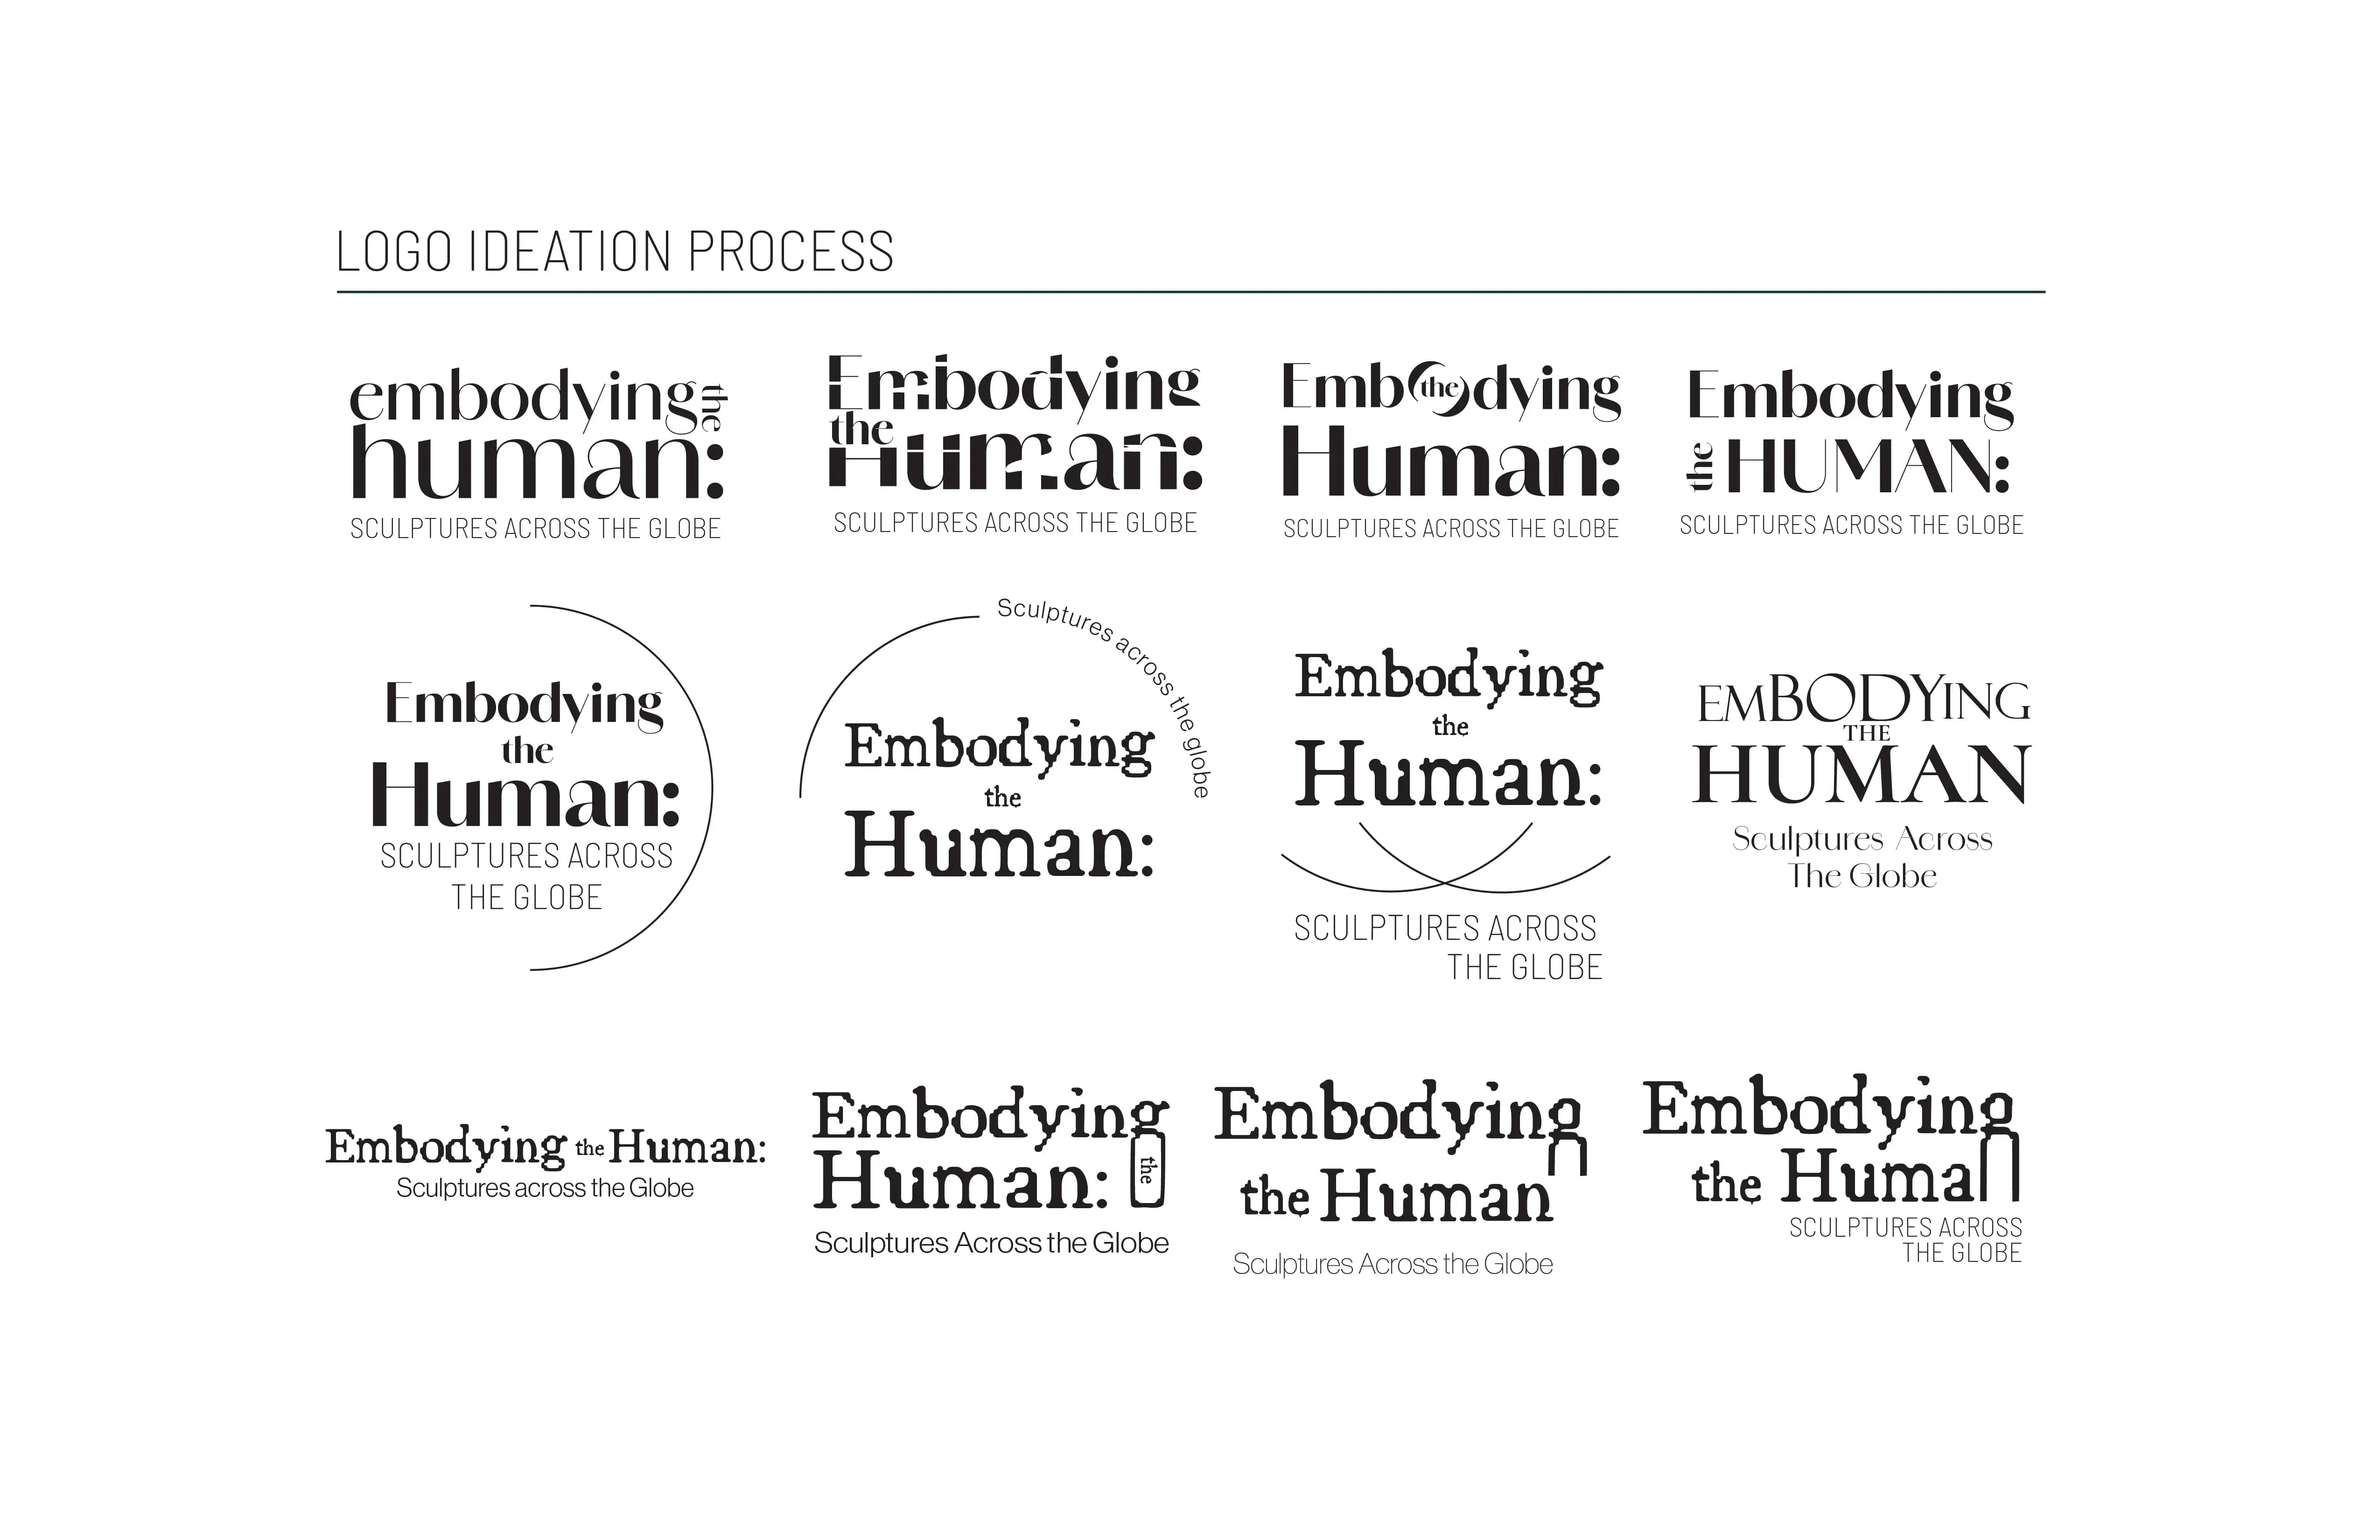 LOGO IDEATION PROCESS
embodying the
human:
SCULPTURES ACROSS THE GLOBE
Embodying
the
Human:
SCULPTURES ACROSS THE GLOBE
Emb(the)dying
Human:
SCULPTURES ACROSS THE GLOBE
Embodying
the HUMAN:
SCULPTURES ACROSS THE GLOBE
Embodying
the
Human:
SCULPTURES ACROSS
THE GLOBE
Sculptures across the globe
Embodying
the
Human:
Embodying
the
Human:
SCULPTURES ACROSS
THE GLOBE
EMBODYING
THE
HUMAN
Sculptures Across
The Globe
Embodying the Human:
Sculptures across the Globe
Embodying
the
Human:
Sculptures Across the Globe
Embodying
the Human
Sculptures Across the Globe
Embodying
the Human
SCULPTURES ACROSS
THE GLOBE